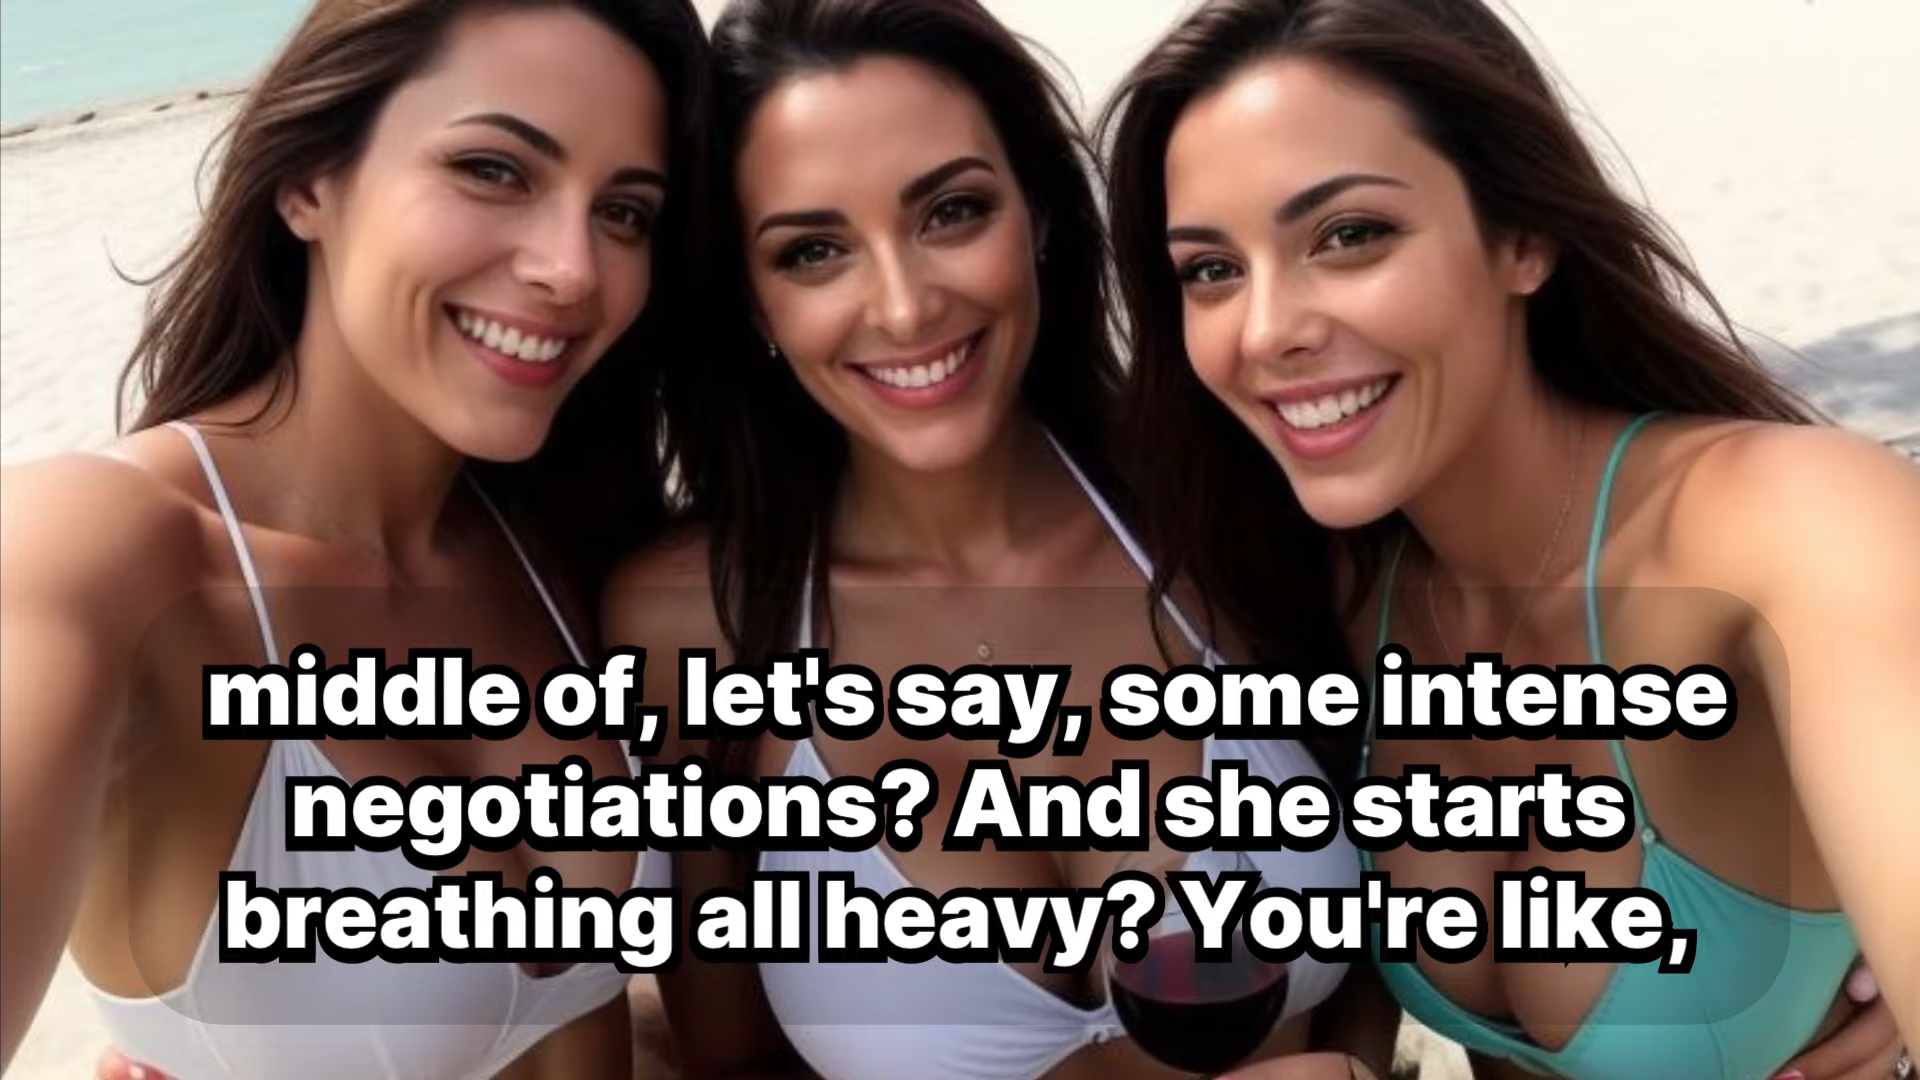 middle of, let's say, some intense
negotiations? And she starts
breathing all heavy? You're like,